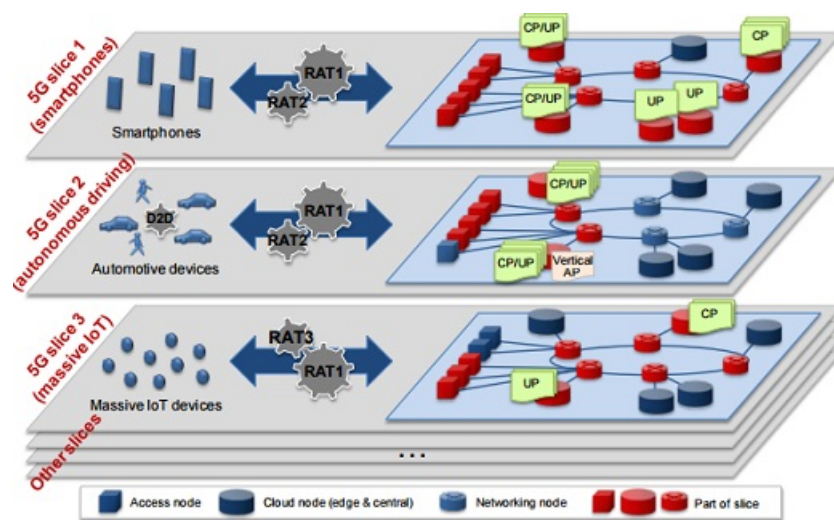 5G slice 1
(smartphones)
Smartphones
RAT1
RAT2
CP/UP
CP/UP
UP
UP
CP
5G slice 2
(autonomous driving)
D2D
Automotive devices
RAT1
RAT2
CP/UP
CP/UP
Vertical
AP
5G slice 3
(massive IoT)
Massive IoT devices
RAT3
RAT1
UP
CP
Other slices
...
Access node
Cloud node (edge & central)
Networking node
Part of slice